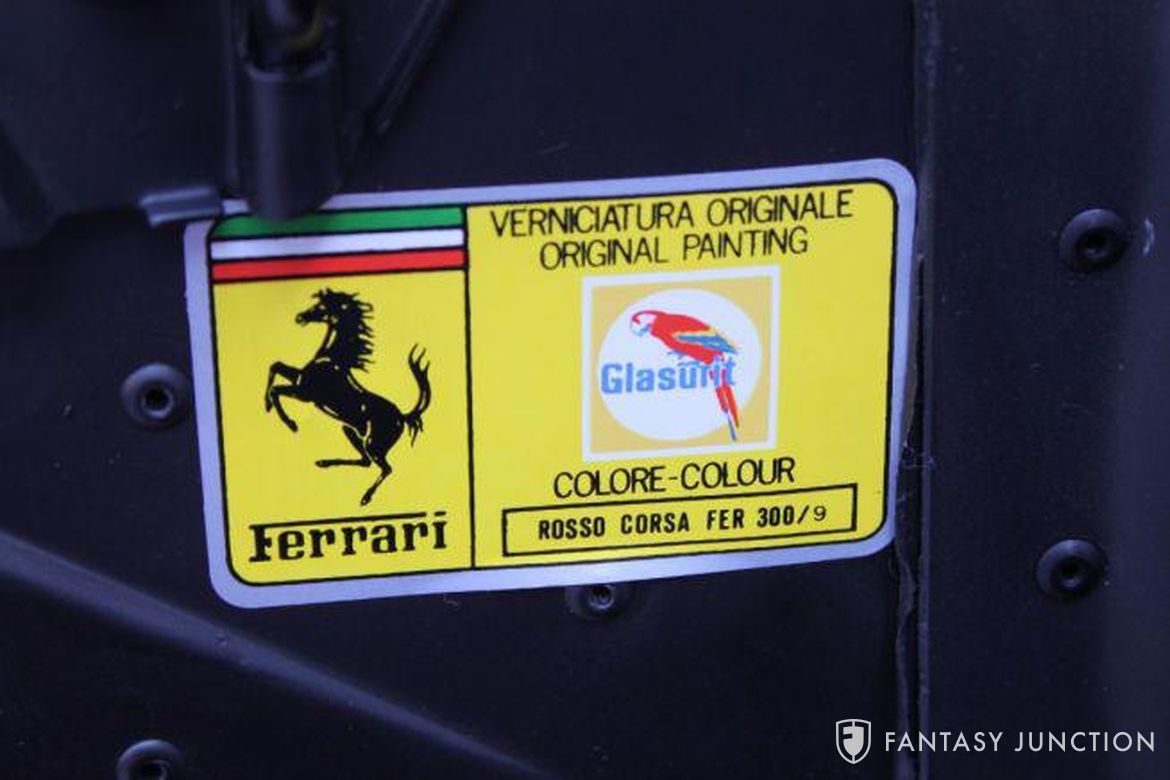 VERNICIATURA ORIGINALE
ORIGINAL PAINTING
Glasurit
COLORE-COLOUR
ROSSO CORSA FER 300/9
Ferrari
FANTASY JUNCTION